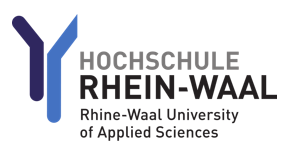 HOCHSCHULE
RHEIN-WAAL
Rhine-Waal University
of Applied Sciences